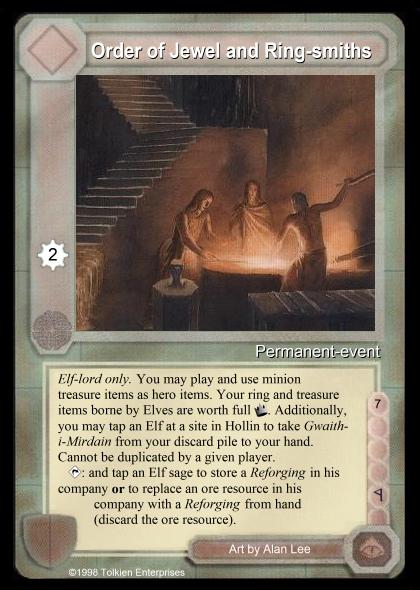 Order of Jewel and Ring-smiths
2
Permanent-event
Elf-lord only. You may play and use minion
treasure items as hero items. Your ring and treasure
items borne by Elves are worth full . Additionally,
you may tap an Elf at a site in Hollin to take Gwaith-
i-Mirdain from your discard pile to your hand.
Cannot be duplicated by a given player.
: and tap an Elf sage to store a Reforging in his
company or to replace an ore resource in his
company with a Reforging from hand
(discard the ore resource).
7
Art by Alan Lee
©1998 Tolkien Enterprises